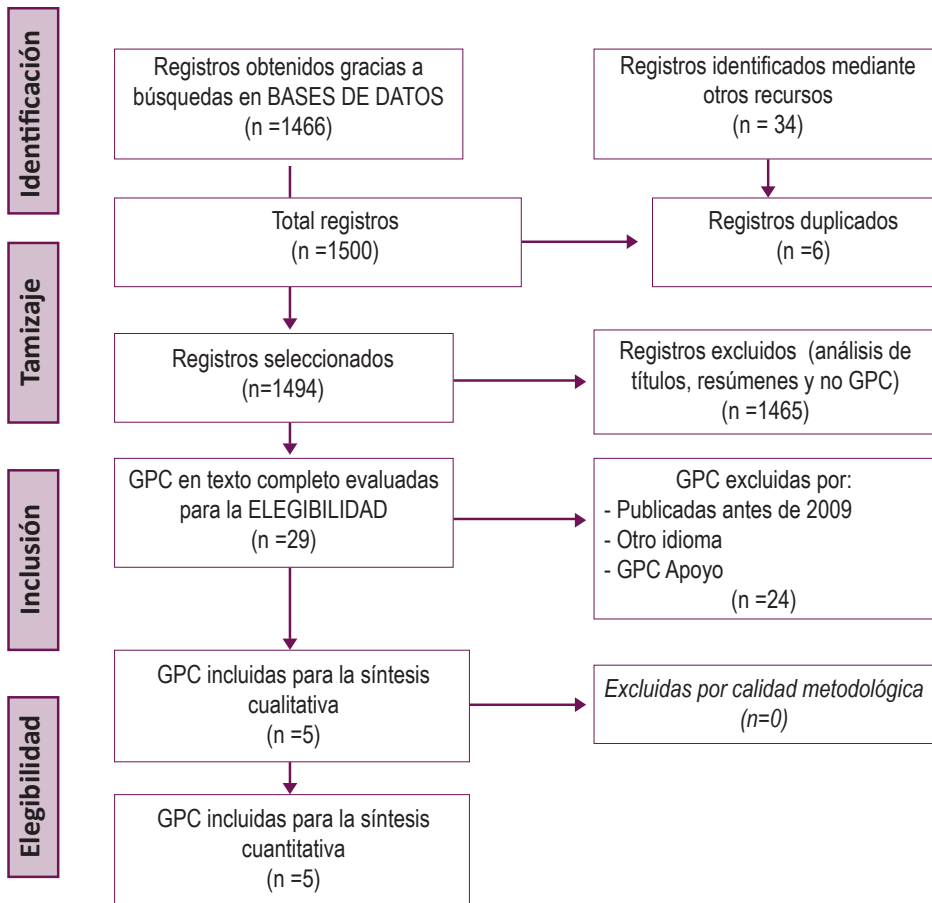 Identificación
Registros obtenidos gracias a
búsquedas en BASES DE DATOS
(n =1466)
Registros identificados mediante
otros recursos
(n = 34)
Total registros
(n =1500)
Registros duplicados
(n =6)
Tamizaje
Registros seleccionados
(n=1494)
Registros excluidos (análisis de
títulos, resúmenes y no GPC)
(n =1465)
Inclusión
GPC en texto completo evaluadas
para la ELEGIBILIDAD
(n =29)
GPC excluidas por:
- Publicadas antes de 2009
- Otro idioma
- GPC Apoyo
(n =24)
Elegibilidad
GPC incluidas para la síntesis
cualitativa
(n =5)
Excluidas por calidad metodológica
(n=0)
GPC incluidas para la síntesis
cuantitativa
(n =5)